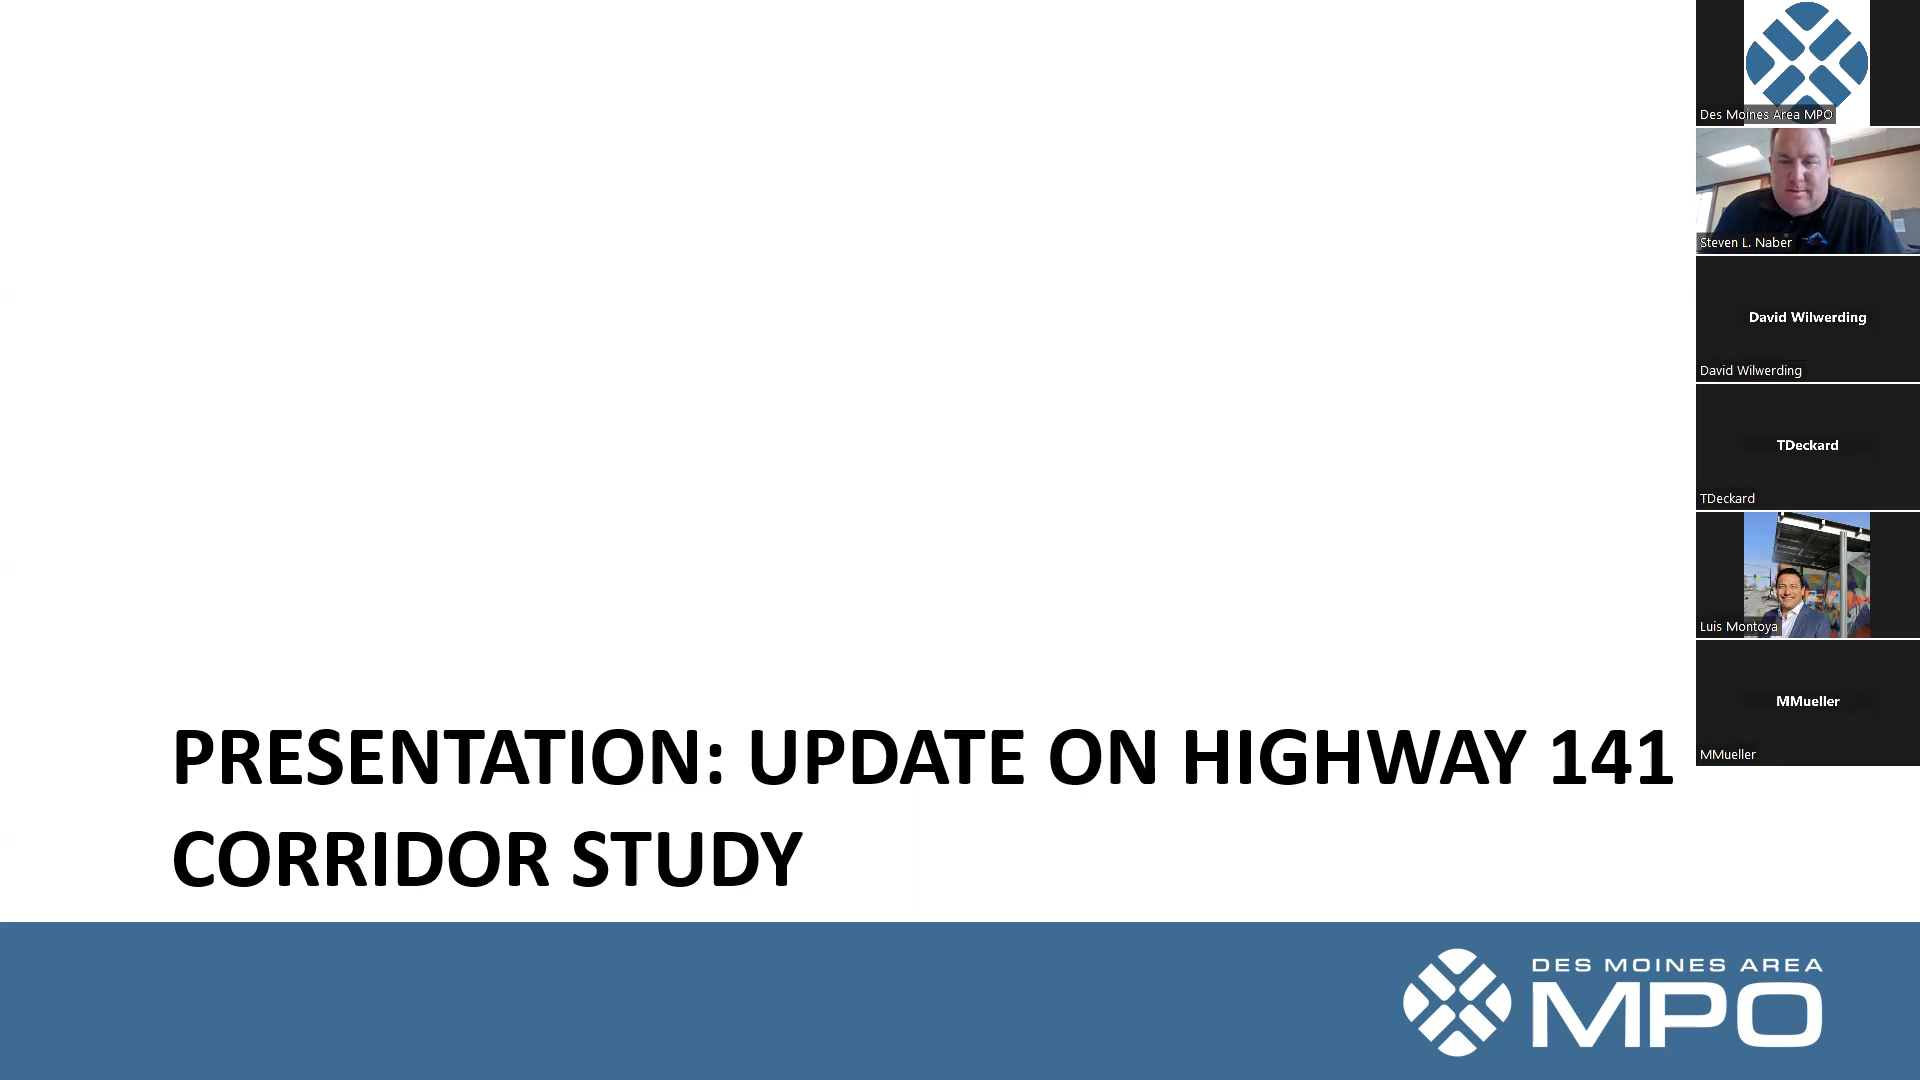 Des Moines Area MPO
Steven L. Naber
David Wilwerding
David Wilwerding
TDeckard
TDeckard
Luis Montoya
MMueller
MMueller
PRESENTATION: UPDATE ON HIGHWAY 141
CORRIDOR STUDY
DES MOINES AREA
MPO